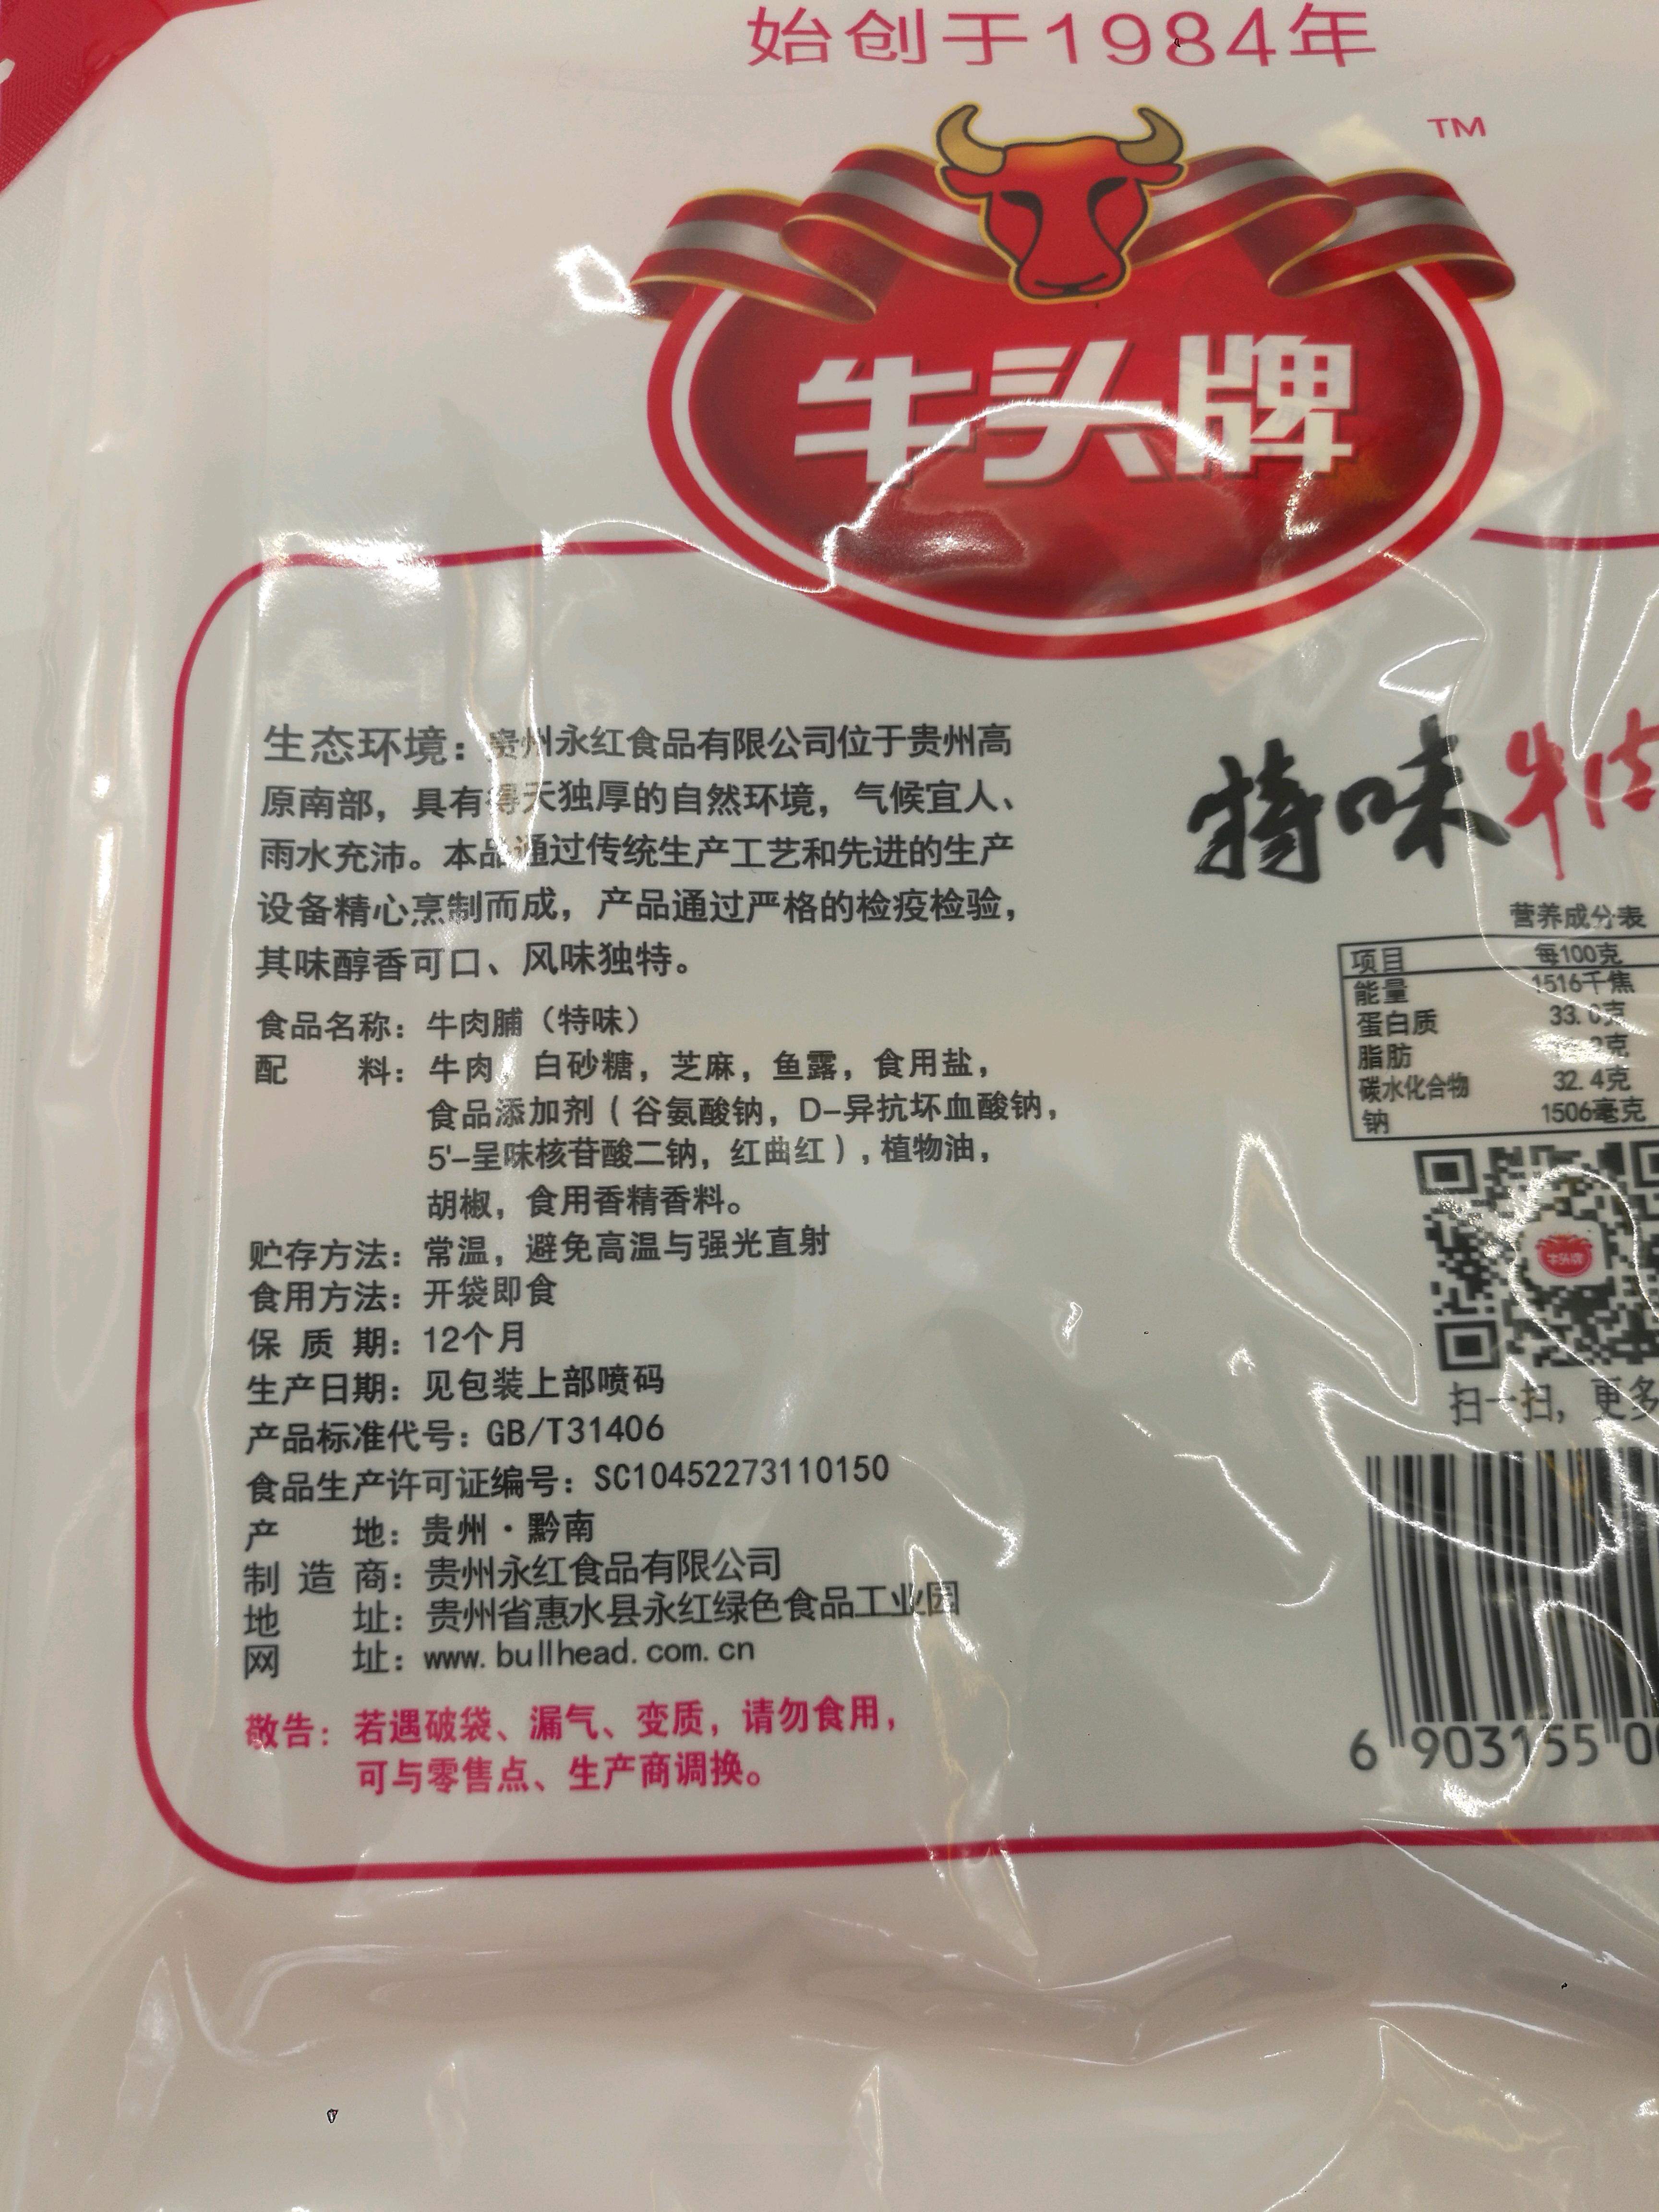 始创于1984年
TM
牛头牌
生态环境：贵州永红食品有限公司位于贵州高
原南部，具有得天独厚的自然环境，气候宜人、
雨水充沛。本品通过传统生产工艺和先进的生产
设备精心烹制而成，产品通过严格的检疫检验，
其味醇香可口、风味独特。
食品名称：牛肉脯（特味）
配 料：牛肉，白砂糖，芝麻，鱼露，食用盐，
食品添加剂（谷氨酸钠，D-异抗坏血酸钠，
5'-呈味核苷酸二钠，红曲红），植物油，
胡椒，食用香精香料。
贮存方法：常温，避免高温与强光直射
食用方法：开袋即食
保 质 期：12个月
生产日期：见包装上部喷码
产品标准代号：GB/T31406
食品生产许可证编号：SC10452273110150
产 地：贵州·黔南
制 造 商：贵州永红食品有限公司
地 址：贵州省惠水县永红绿色食品工业园
网 址：www.bullhead.com.cn
敬告：若遇破袋、漏气、变质，请勿食用，
可与零售点、生产商调换。
特味牛肉
营养成分表
项目 每100克
能量 1516千焦
蛋白质 33.0克
脂肪 克
碳水化合物 32.4克
钠 1506毫克
牛头牌
扫一扫，更多
6 903155 0